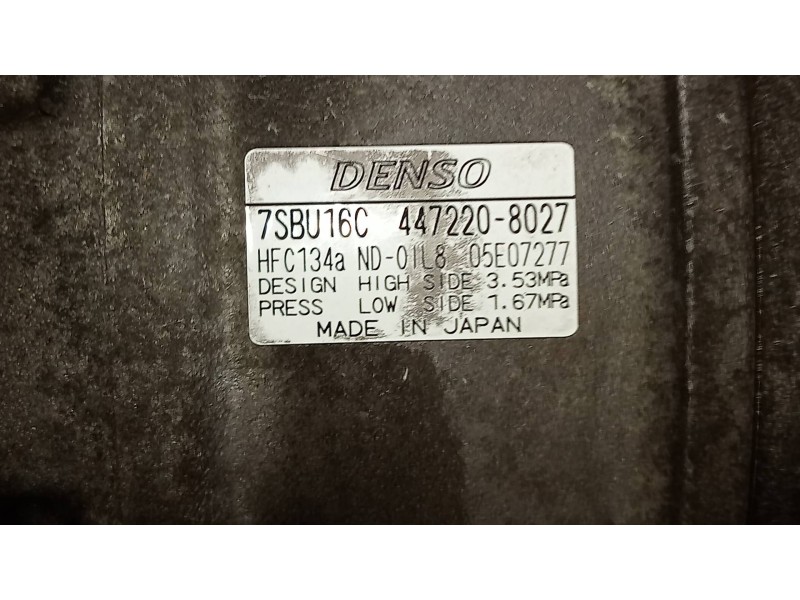 DENSO
7SBU16C 447220-8027
HFC134a ND-OIL8 05E07277
DESIGN HIGH SIDE 3.53MPa
PRESS LOW SIDE 1.67MPa
MADE IN JAPAN